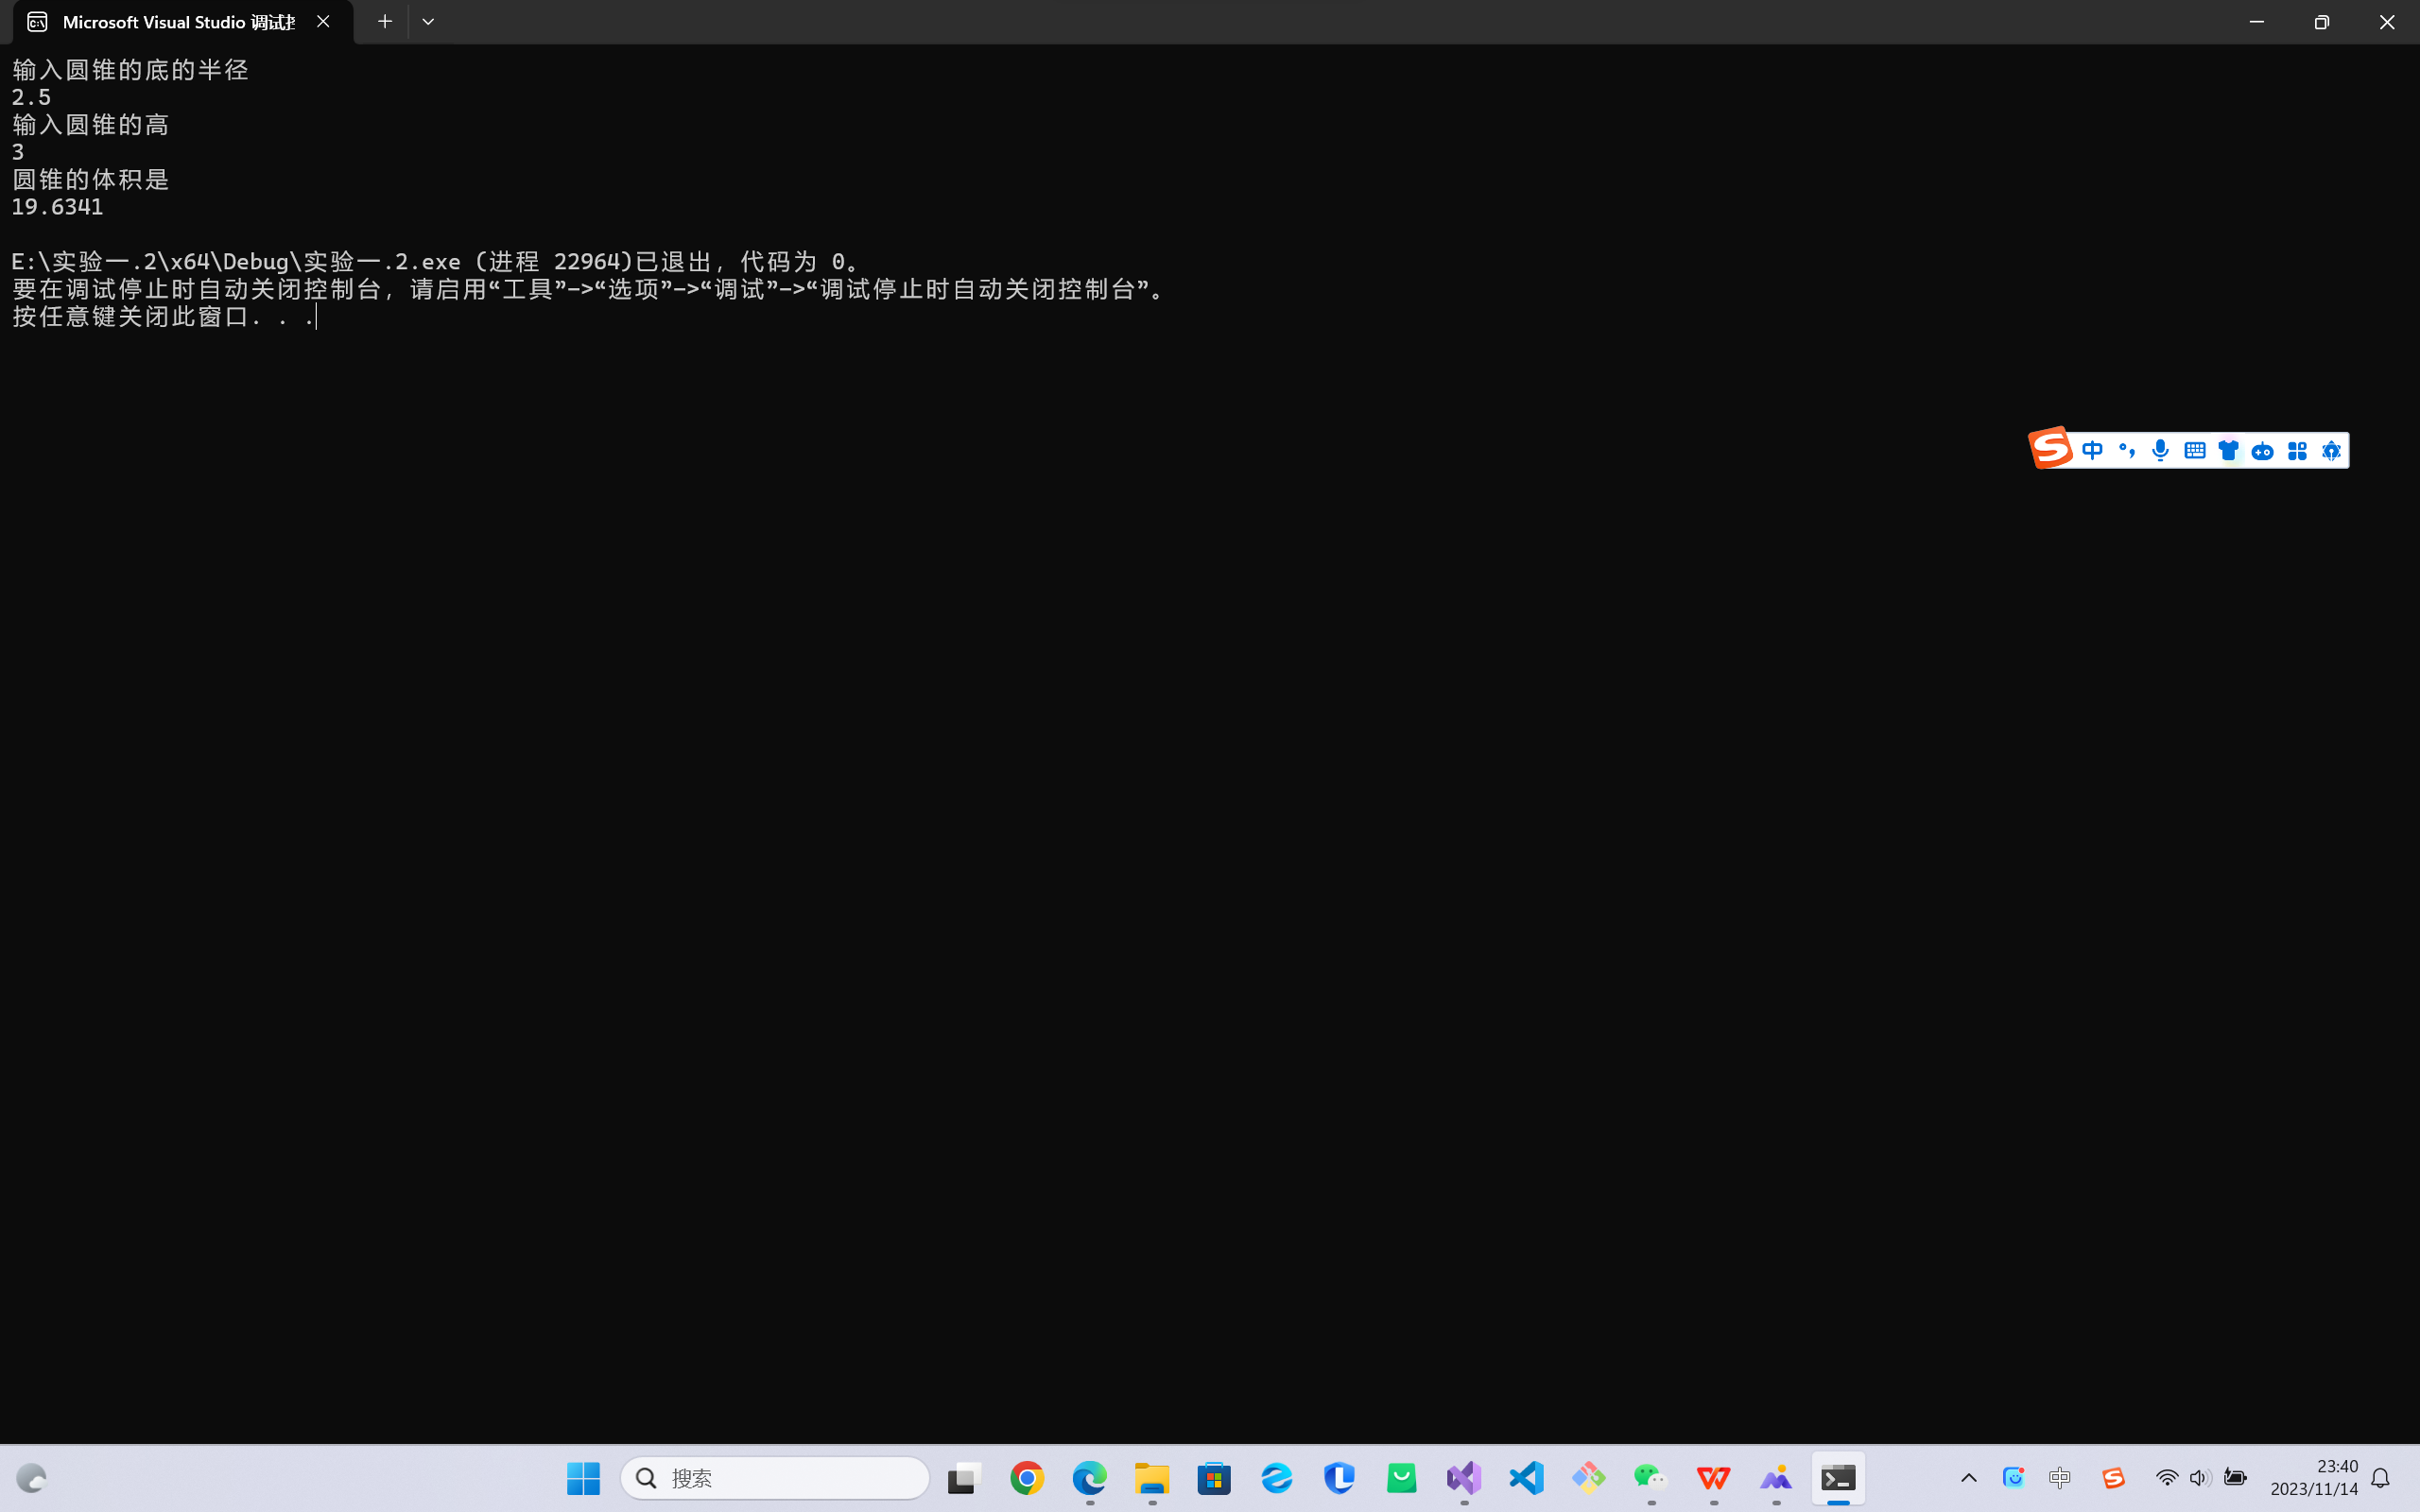 Microsoft Visual Studio 调试
输入圆锥的底的半径
2.5
输入圆锥的高
3
圆锥的体积是
19.6341
E:\实验一.2\x64\Debug\实验一.2.exe (进程 22964)已退出，代码为 0。
要在调试停止时自动关闭控制台，请启用“工具”->“选项”->“调试”->“调试停止时自动关闭控制台”。
按任意键关闭此窗口. . .
中
搜索
中
23:40
2023/11/14